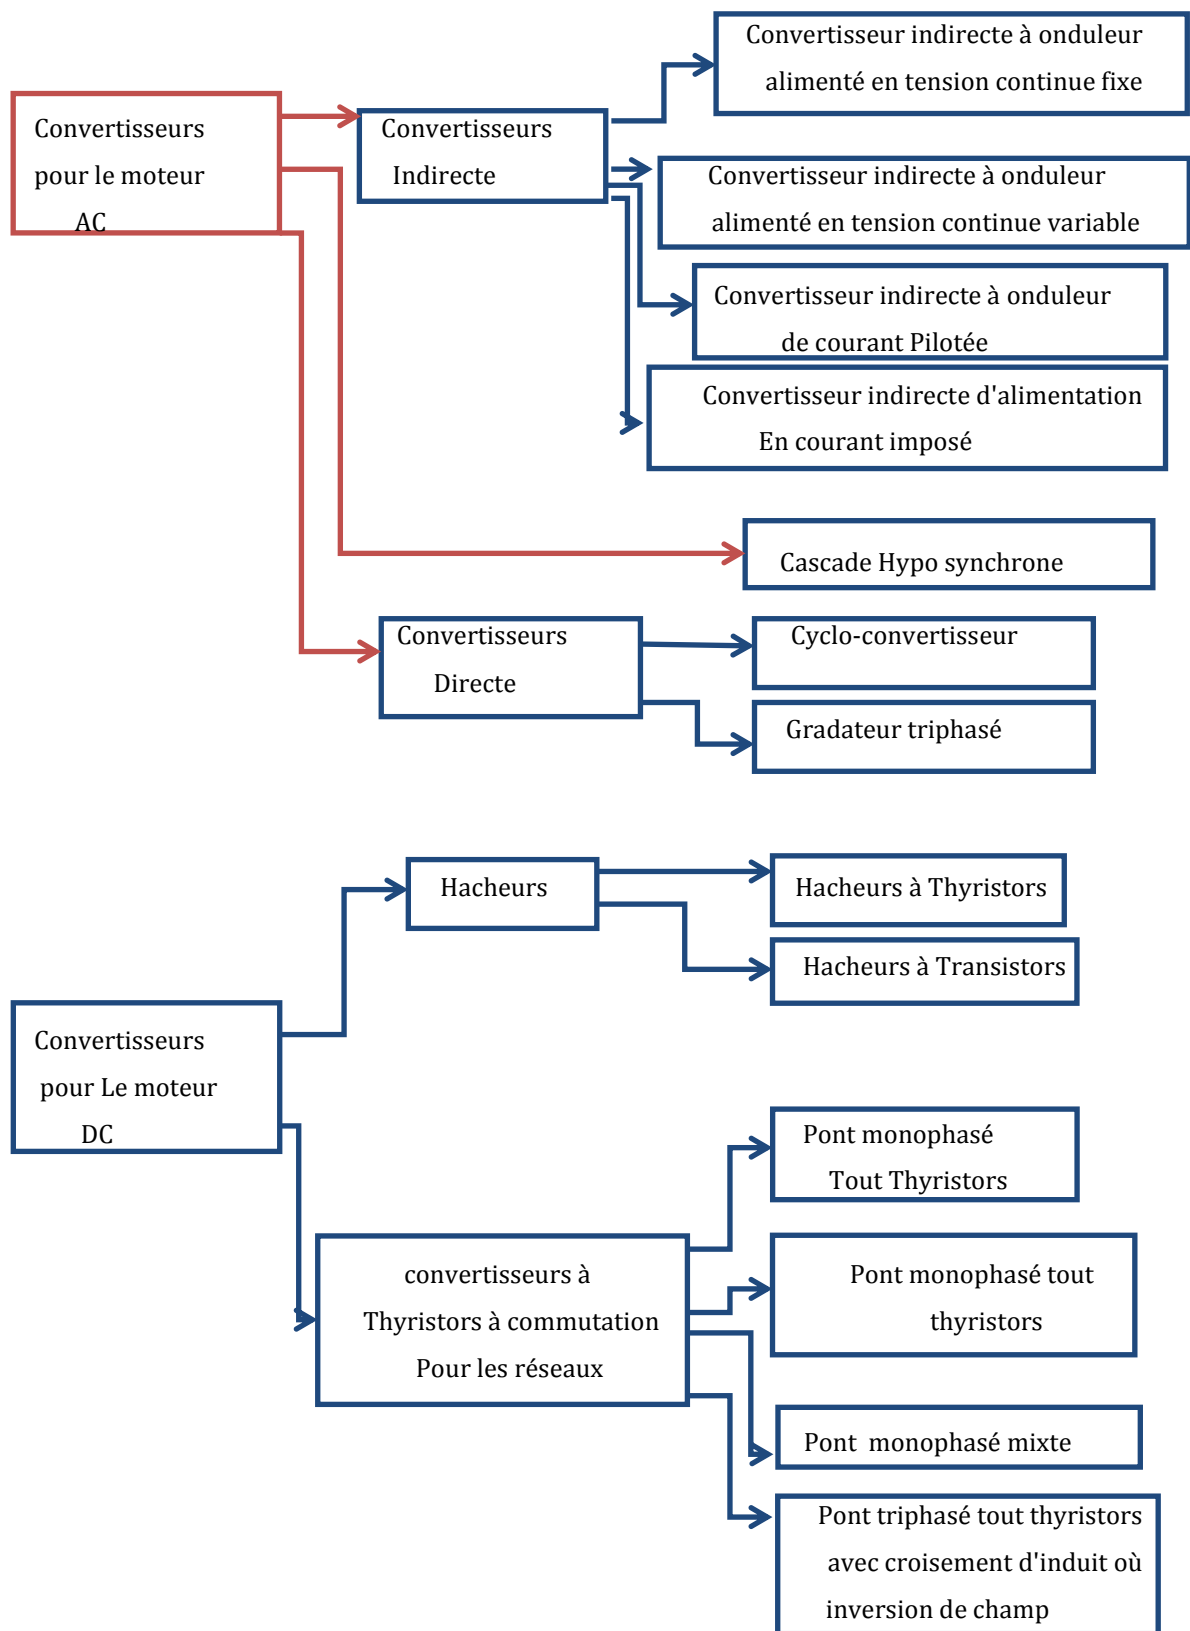 Convertisseurs
pour le moteur
AC
Convertisseurs
Indirecte
Convertisseur indirecte à onduleur
alimenté en tension continue fixe
Convertisseur indirecte à onduleur
alimenté en tension continue variable
Convertisseur indirecte à onduleur
de courant Pilotée
Convertisseur indirecte d'alimentation
En courant imposé
Cascade Hypo synchrone
Convertisseurs
Directe
Cyclo-convertisseur
Gradateur triphasé
Convertisseurs
pour Le moteur
DC
Hacheurs
Hacheurs à Thyristors
Hacheurs à Transistors
convertisseurs à
Thyristors à commutation
Pour les réseaux
Pont monophasé
Tout Thyristors
Pont monophasé tout
thyristors
Pont monophasé mixte
Pont triphasé tout thyristors
avec croisement d'induit où
inversion de champ